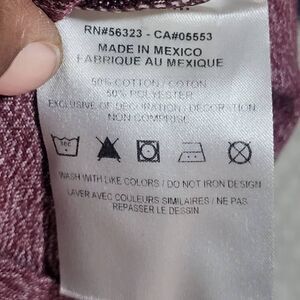 RN#56323 - CA#05553
MADE IN MEXICO
FABRIQUE AU MEXIQUE
50% COTTON / COTON
50% POLYESTER
EXCLUSIVE OF DECORATION / DECORATION
NON COMPRISE
WASH WITH LIKE COLORS / DO NOT IRON DESIGN
LAVER AVEC COULEURS SIMILAIRES / NE PAS
REPASSER LE DESSIN